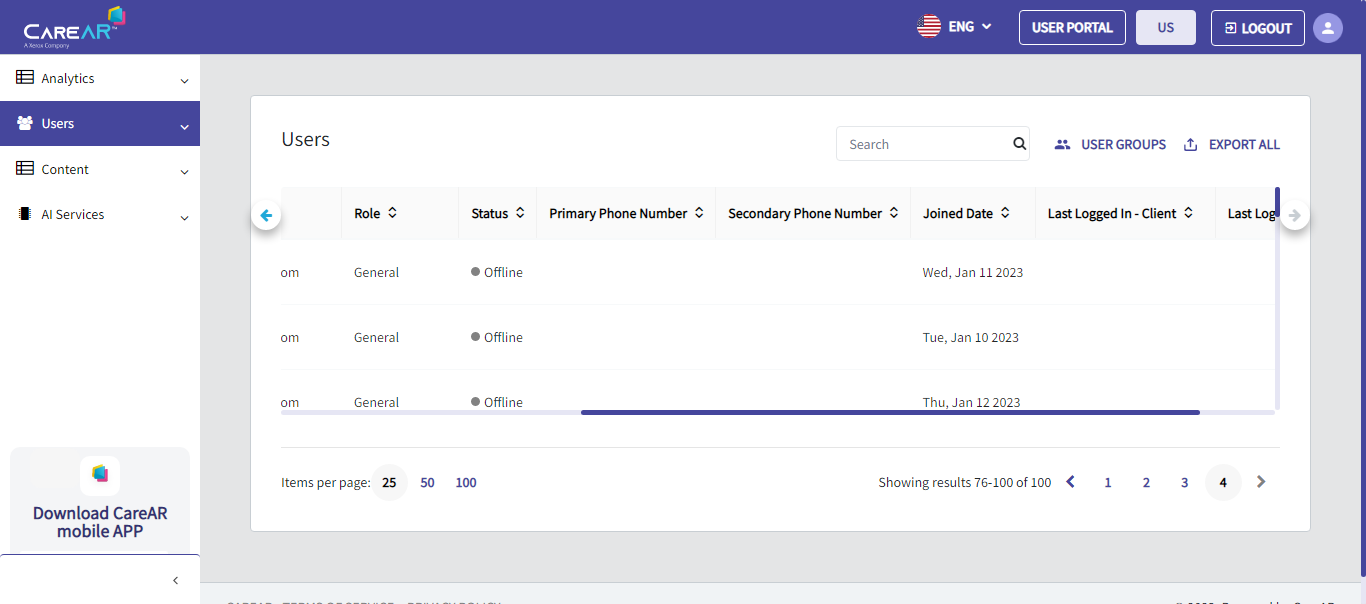 CAREAR™
A Xerox Company
ENG
USER PORTAL
US
LOGOUT
Analytics
Users
Content
AI Services
Download CareAR
mobile APP
Users
Search
USER GROUPS
EXPORT ALL
Role
Status
Primary Phone Number
Secondary Phone Number
Joined Date
Last Logged In - Client
Last Log
om
General
Offline
Wed, Jan 11 2023
om
General
Offline
Tue, Jan 10 2023
om
General
Offline
Thu, Jan 12 2023
Items per page:
25
50
100
Showing results 76-100 of 100
1
2
3
4